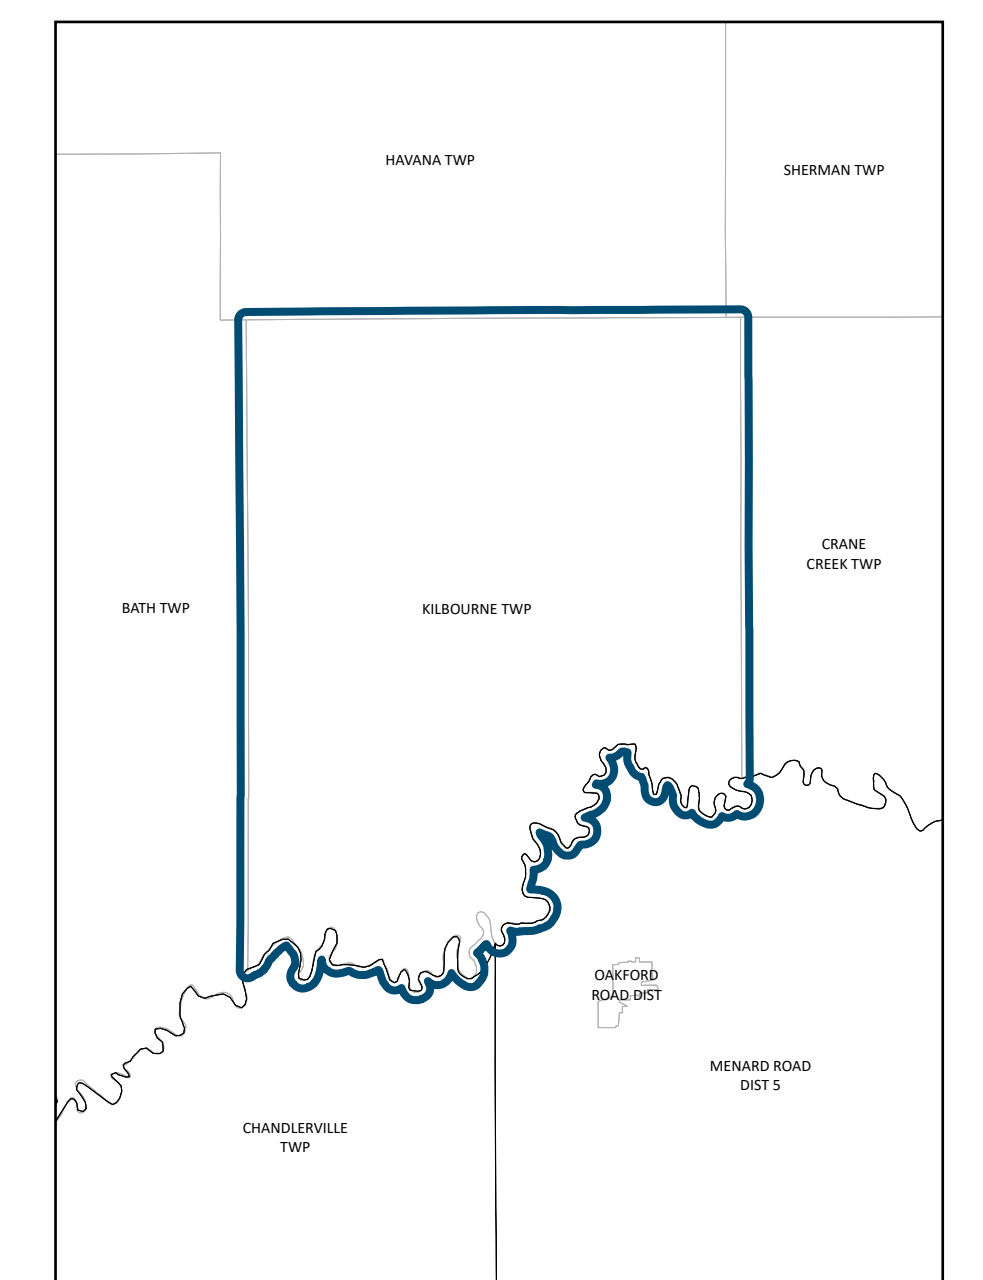 HAVANA TWP
SHERMAN TWP
CRANE
CREEK TWP
BATH TWP
KILBOURNE TWP
OAKFORD
ROAD DIST
MENARD ROAD
DIST 5
CHANDLERVILLE
TWP